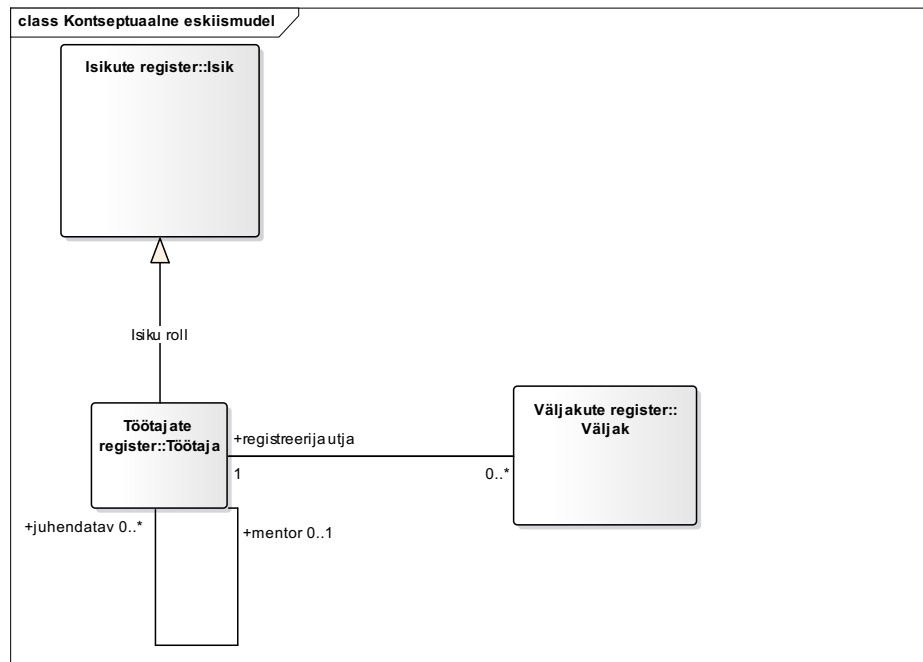 class Kontseptuaalne eskiismudel
Isikute register::Isik
Isiku roll
Töötajate
register::Töötaja
+registreerija utja
1
0..*
Väljakute register::
Väljak
+juhendatav 0..*
+mentor 0..1